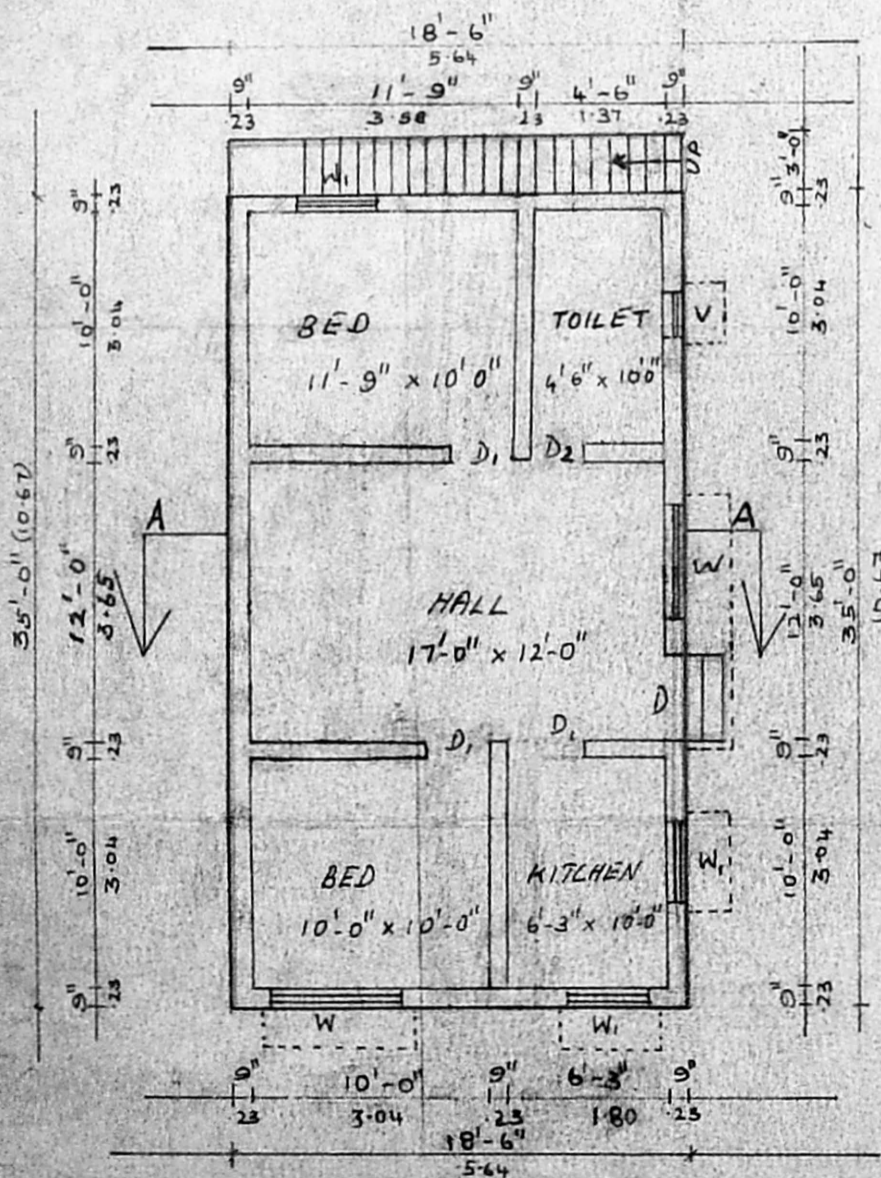 18'-6"
5.64
9" 11'-9" 9" 4'-6" 9"
.23 3.58 .23 1.37 .23
UP
W1
3'-0"
9" 9"
.23 .23
10'-0" 10'-0"
3.04 3.04
BED TOILET V
11'-9" x 10'0" 4'6" x 10'0"
9" D1 D2 9"
.23 .23
A A
35'-0" (10.67) 12'-0" 3.65 W 12'-0" 3.65 35'-0" 10.67
HALL
17'-0" x 12'-0"
D
9" D1 D1 9"
.23 .23
10'-0" 10'-0"
3.04 3.04
BED KITCHEN W1
10'-0" x 10'-0" 6'-3" x 10'-0"
9" 9"
.23 .23
W W1
9" 10'-0" 9" 6'-3" 9"
.23 3.04 .23 1.80 .23
18'-6"
5.64